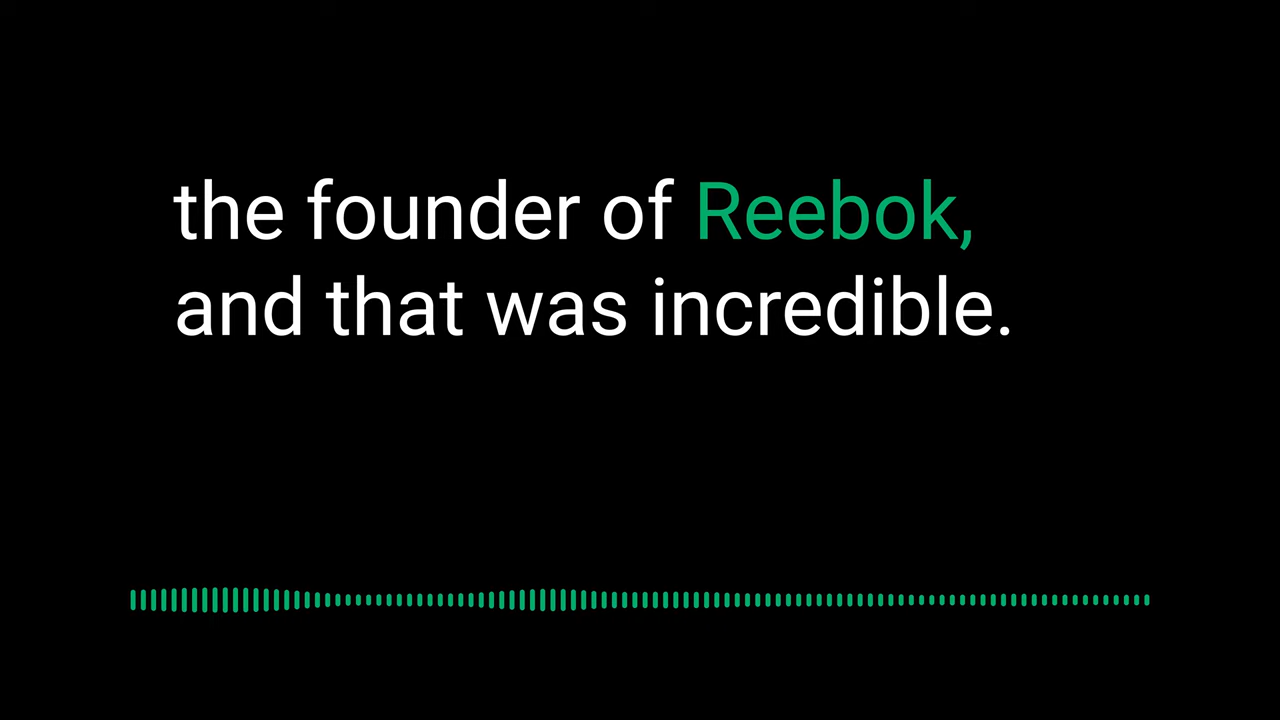 the founder of Reebok,
and that was incredible.